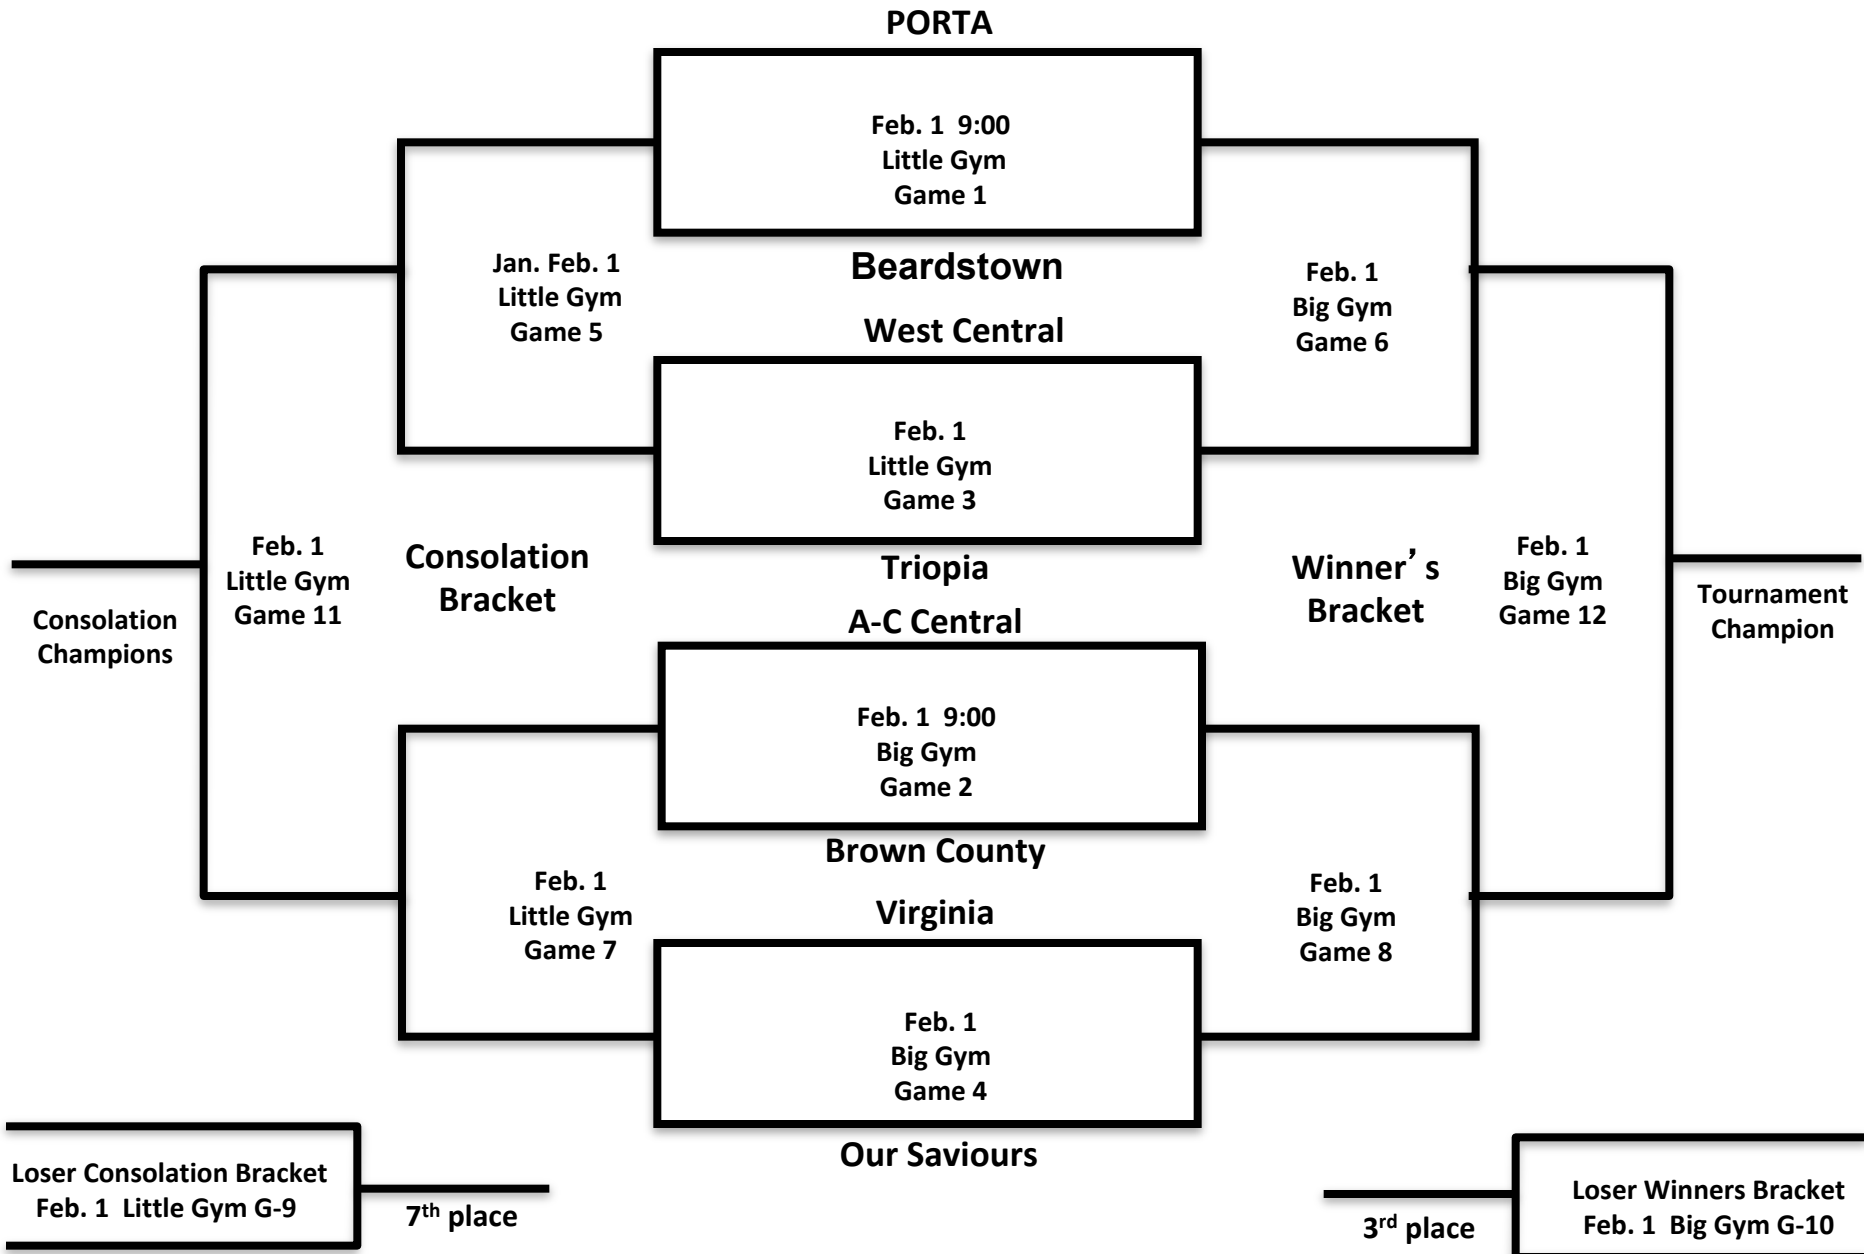 PORTA
Feb. 1 9:00
Little Gym
Game 1
Beardstown
Jan. Feb. 1
Little Gym
Game 5
Feb. 1
Big Gym
Game 6
West Central
Feb. 1
Little Gym
Game 3
Triopia
Feb. 1
Little Gym
Game 11
Consolation
Bracket
Winner’s
Bracket
Feb. 1
Big Gym
Game 12
Consolation
Champions
Tournament
Champion
A-C Central
Feb. 1 9:00
Big Gym
Game 2
Brown County
Feb. 1
Little Gym
Game 7
Feb. 1
Big Gym
Game 8
Virginia
Feb. 1
Big Gym
Game 4
Our Saviours
Loser Consolation Bracket
Feb. 1 Little Gym G-9
7th place
3rd place
Loser Winners Bracket
Feb. 1 Big Gym G-10